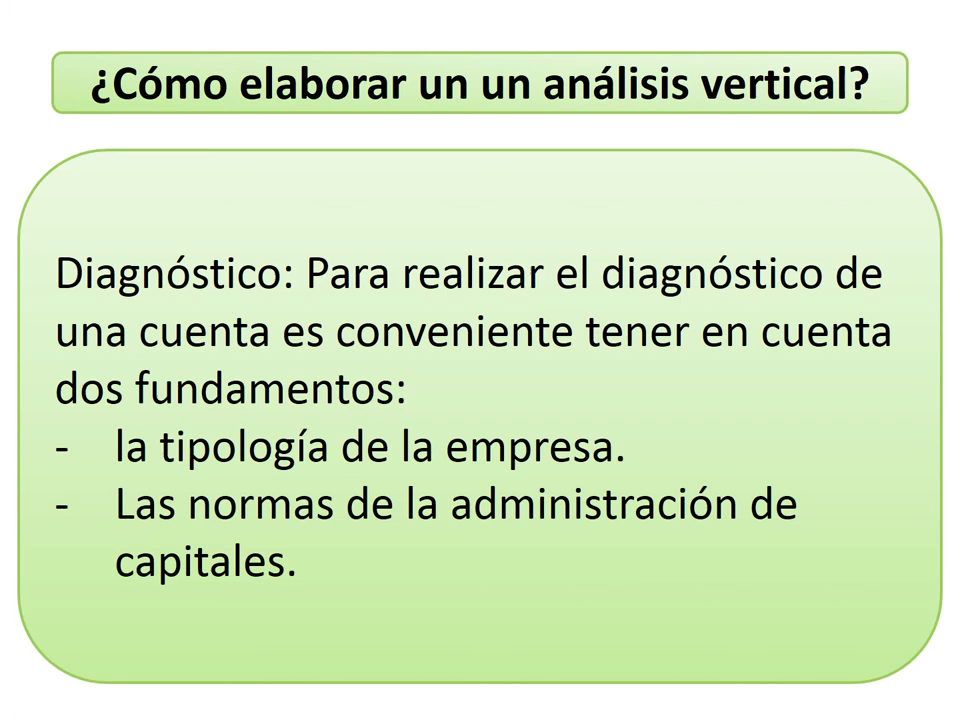 ¿Cómo elaborar un un análisis vertical?
Diagnóstico: Para realizar el diagnóstico de
una cuenta es conveniente tener en cuenta
dos fundamentos:
- la tipología de la empresa.
- Las normas de la administración de
capitales.